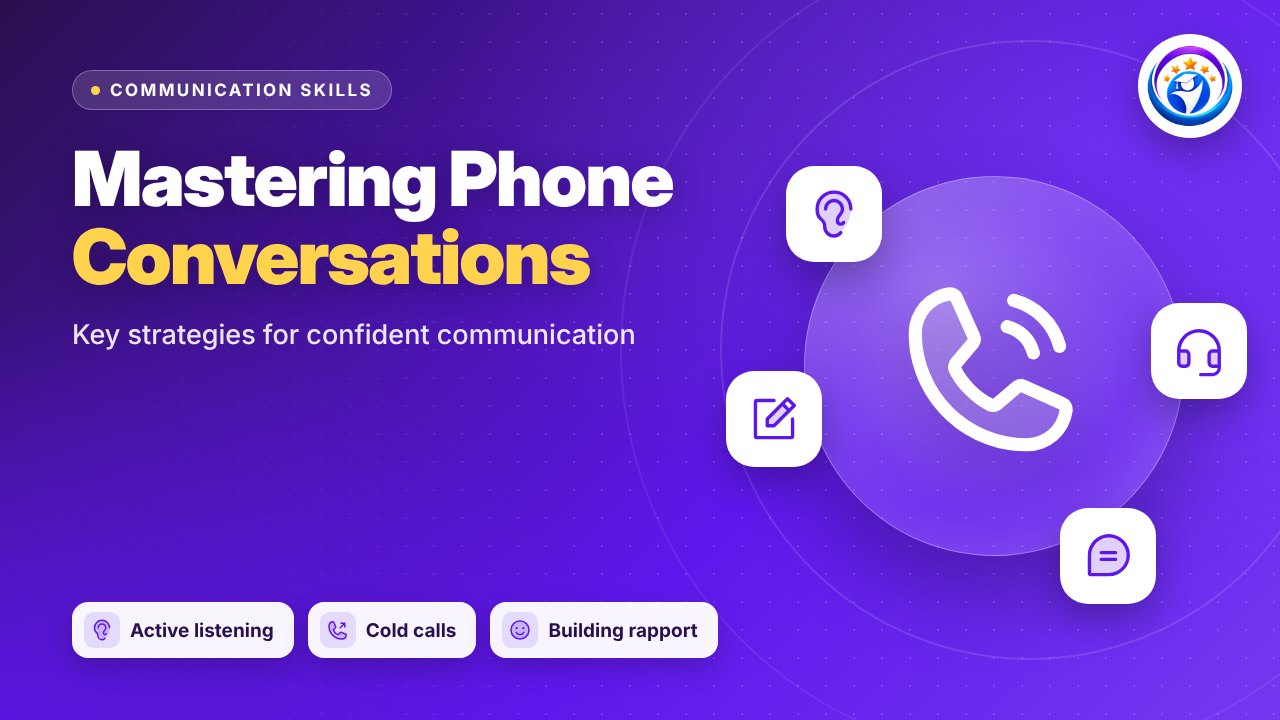 COMMUNICATION SKILLS
Mastering Phone
Conversations
Key strategies for confident communication
Active listening
Cold calls
Building rapport